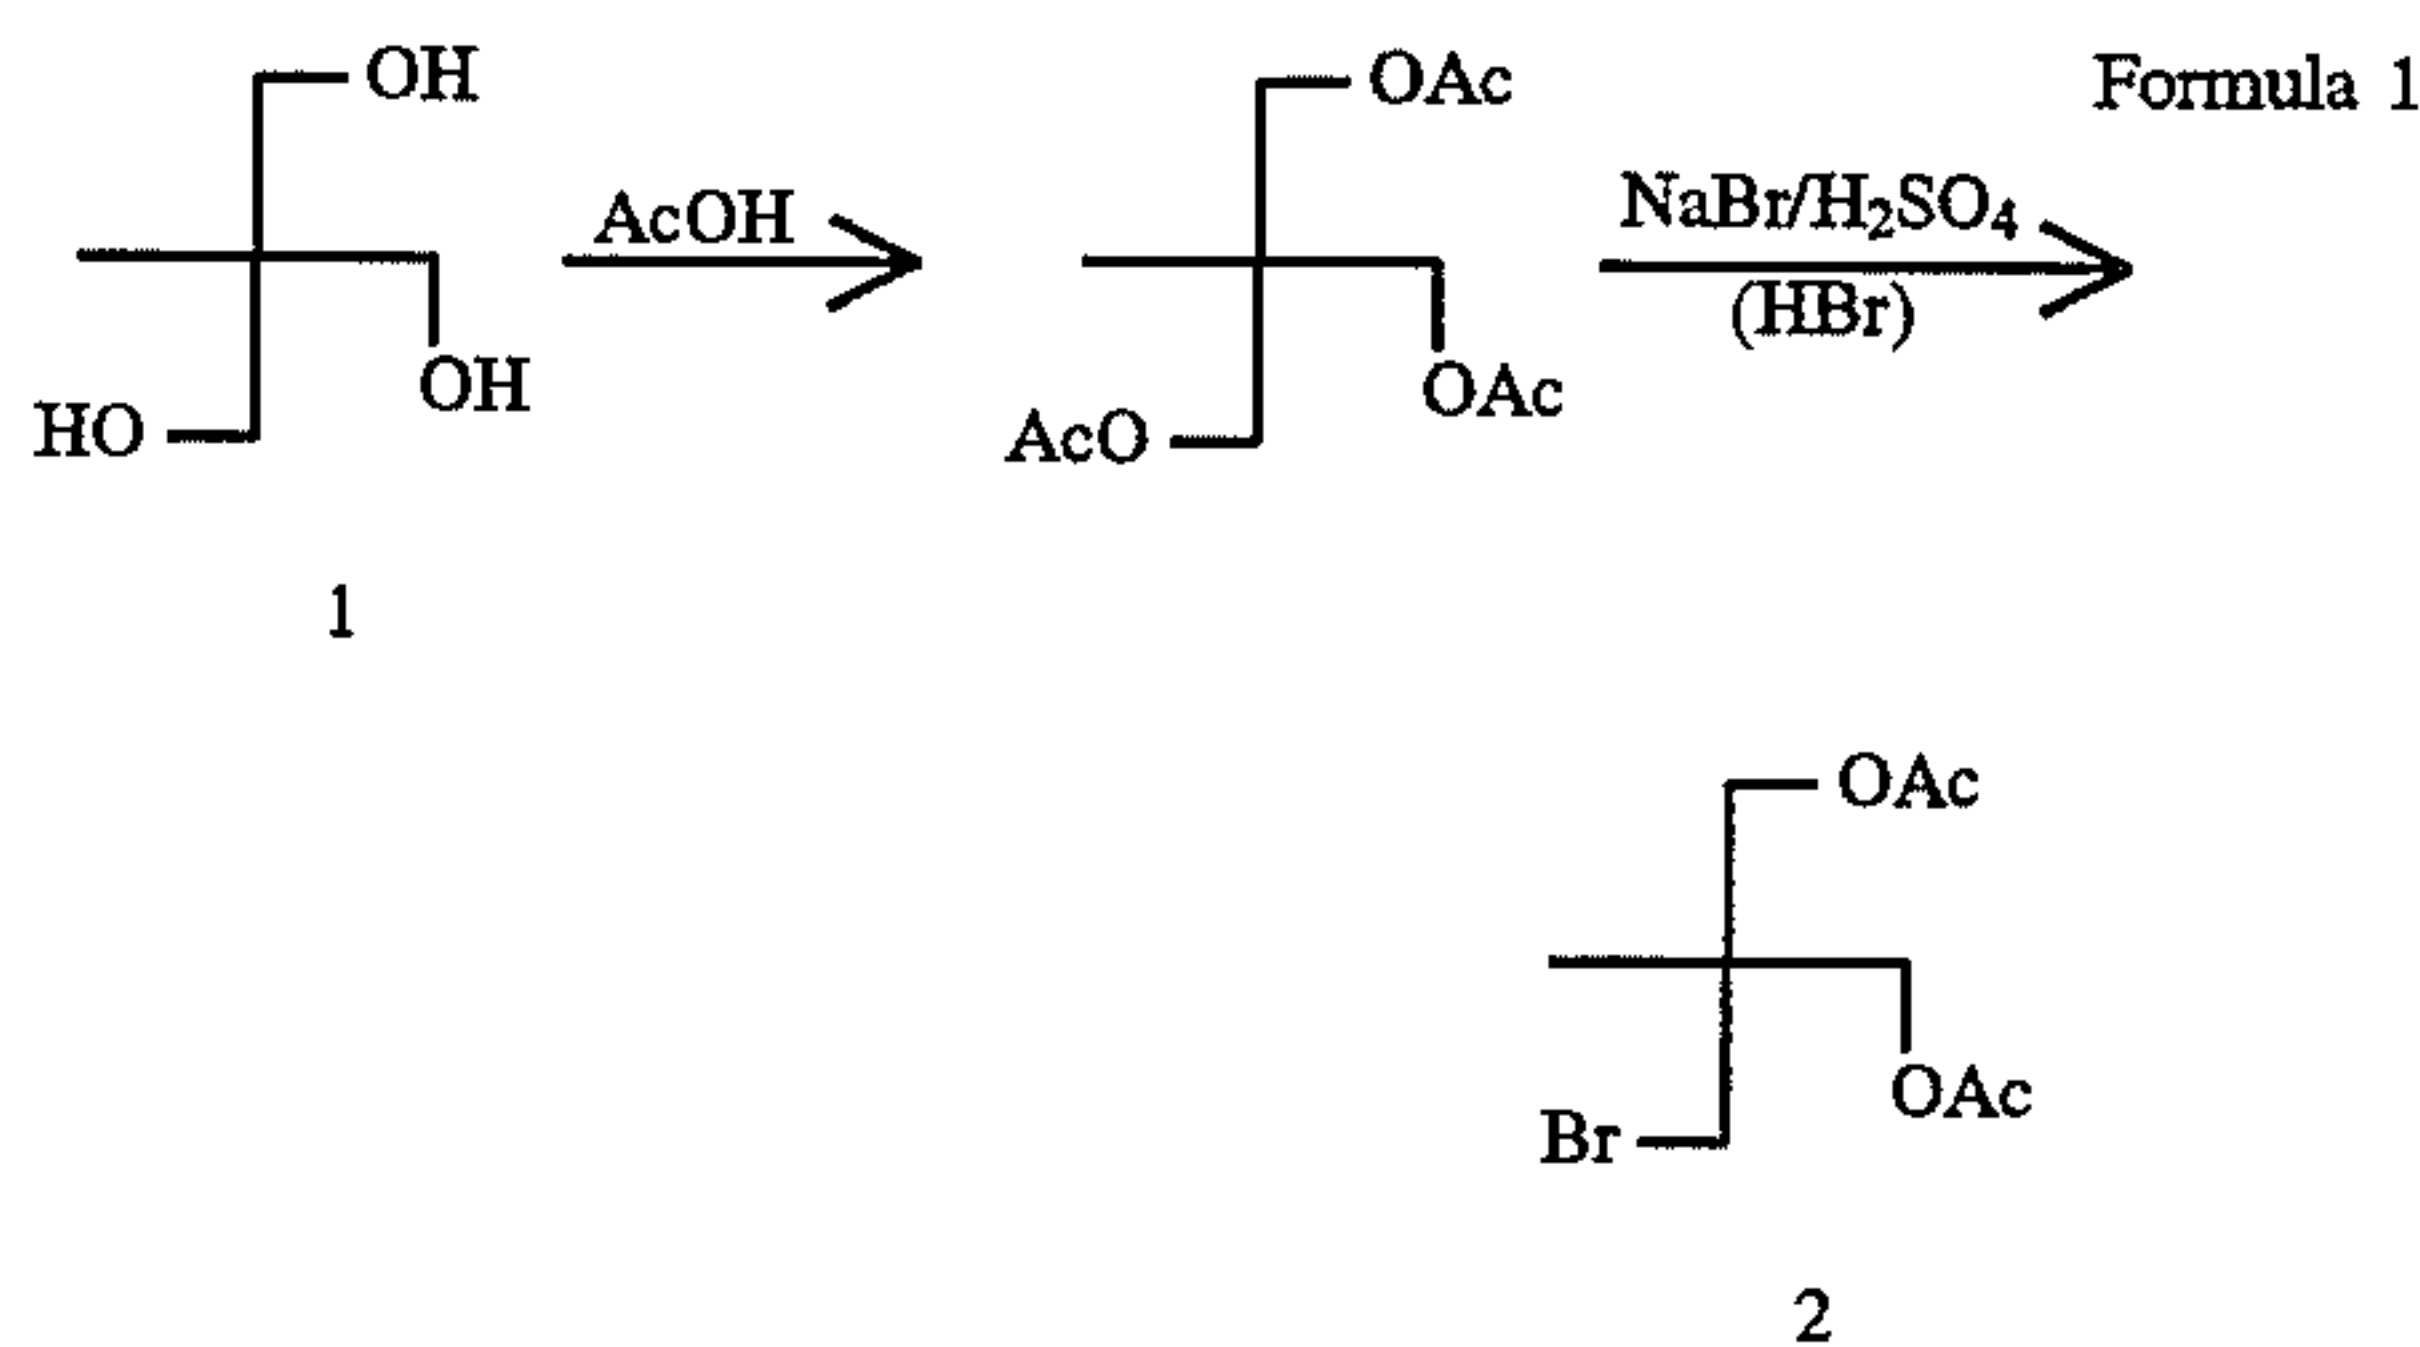 OH
OH
HO
1
AcOH
OAc
OAc
AcO
NaBr/H₂SO₄
(HBr)
Formula 1
OAc
OAc
Br
2